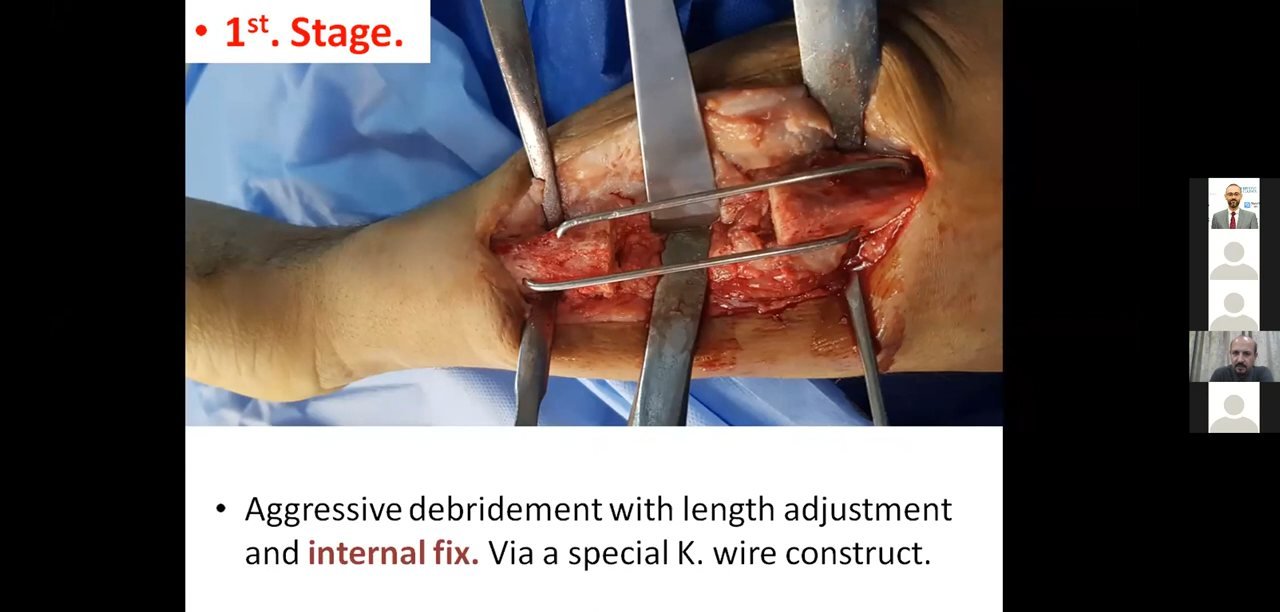 • 1st. Stage.
• Aggressive debridement with length adjustment
and internal fix. Via a special K. wire construct.